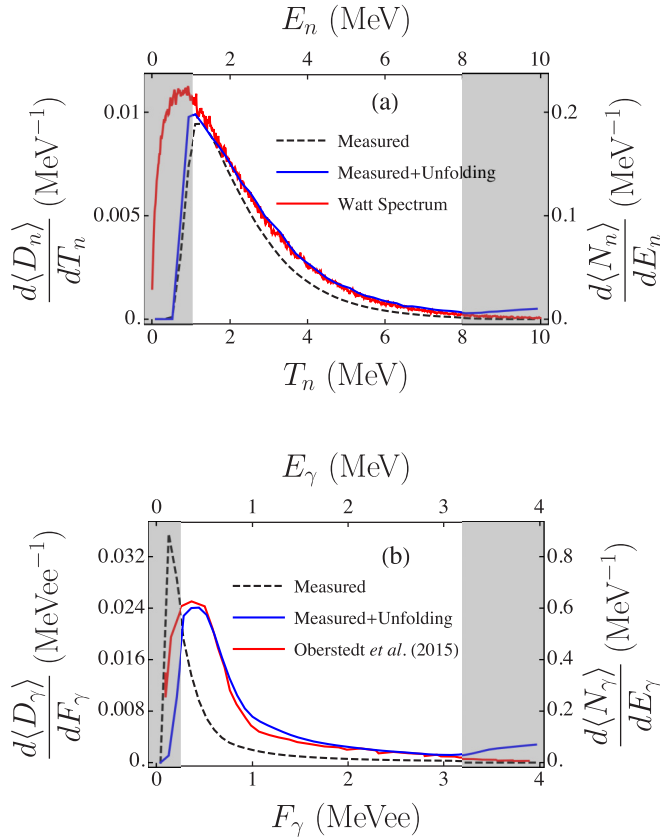 E_n (MeV)
0 2 4 6 8 10
(a)
Measured
Measured+Unfolding
Watt Spectrum
d⟨D_n⟩/dT_n (MeV⁻¹)
0.01
0.005
0.
d⟨N_n⟩/dE_n (MeV⁻¹)
0.2
0.1
0.
0 2 4 6 8 10
T_n (MeV)
E_γ (MeV)
0 1 2 3 4
(b)
Measured
Measured+Unfolding
Oberstedt et al. (2015)
d⟨D_γ⟩/dF_γ (MeVee⁻¹)
0.032
0.024
0.016
0.008
0.
d⟨N_γ⟩/dE_γ (MeV⁻¹)
0.8
0.6
0.4
0.2
0.
0 1 2 3 4
F_γ (MeVee)